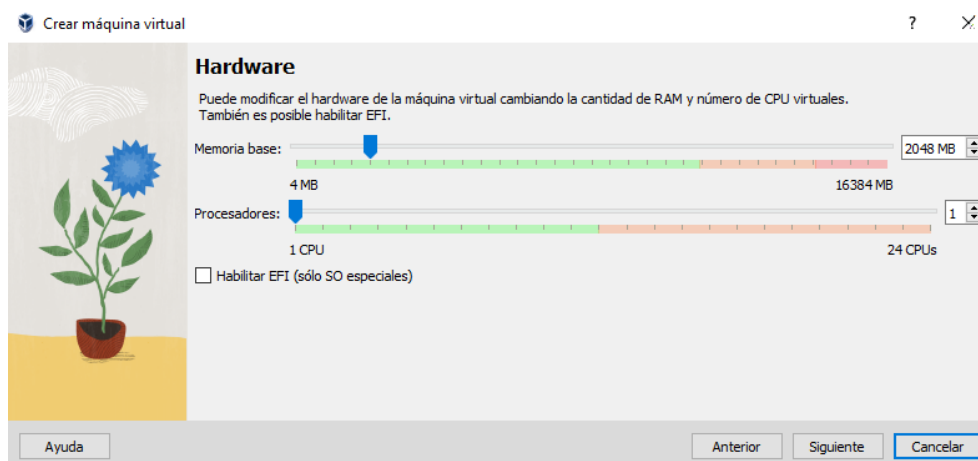 Crear máquina virtual
?
Hardware
Puede modificar el hardware de la máquina virtual cambiando la cantidad de RAM y número de CPU virtuales.
También es posible habilitar EFI.
Memoria base:
2048 MB
4 MB
16384 MB
Procesadores:
1
1 CPU
24 CPUs
Habilitar EFI (sólo SO especiales)
Ayuda
Anterior
Siguiente
Cancelar